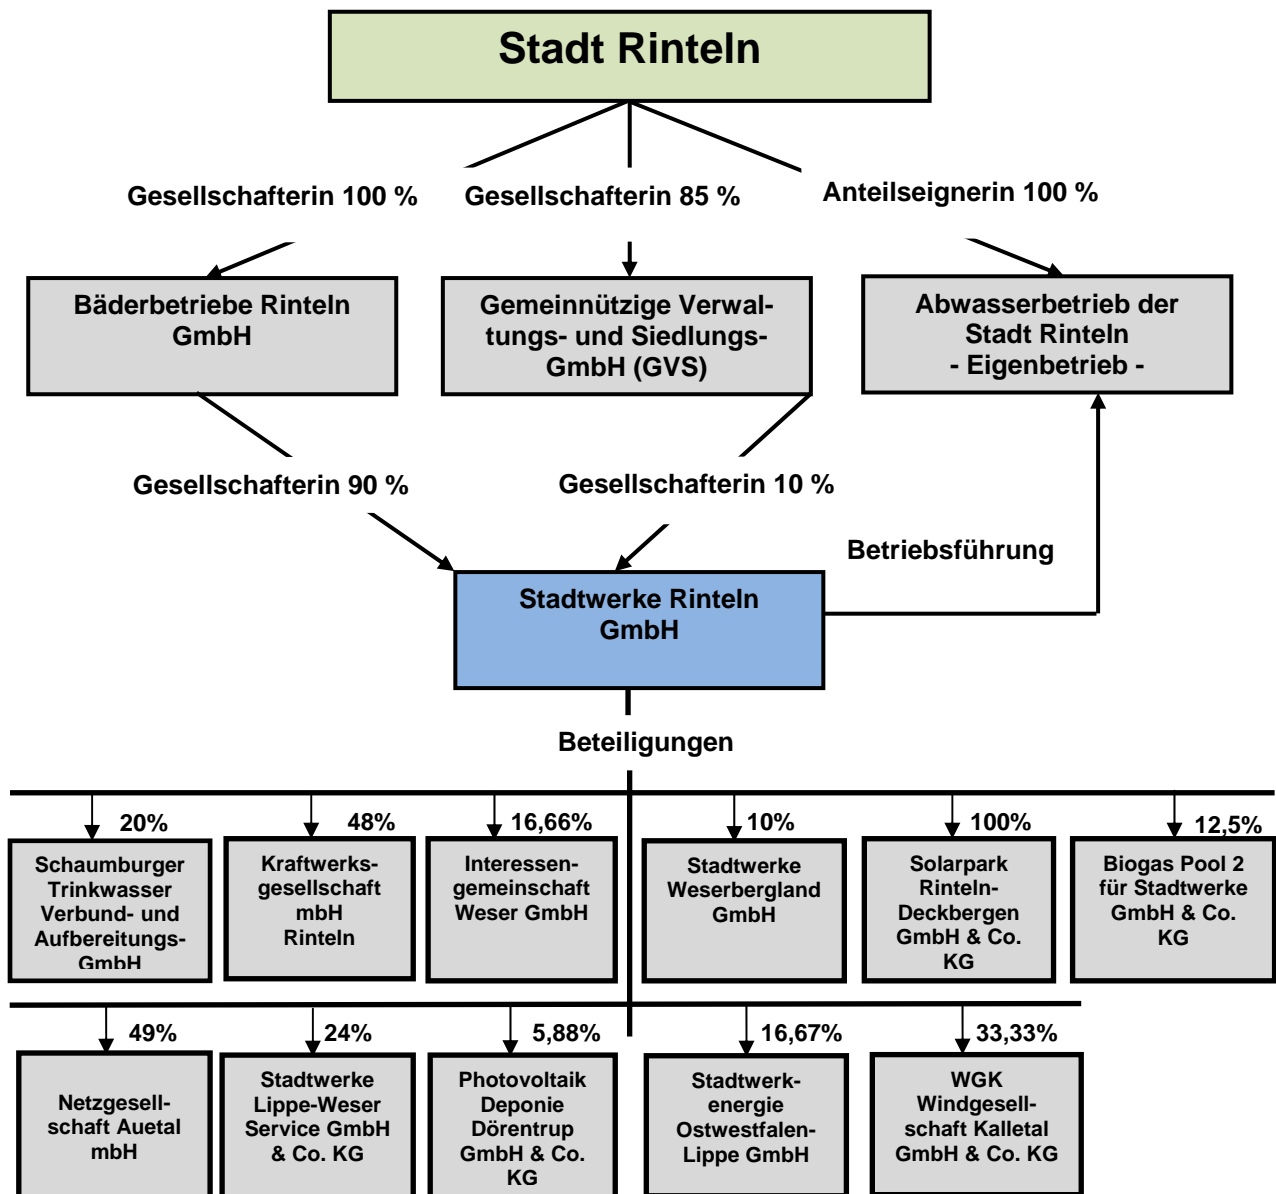 Stadt Rinteln
Gesellschafterin 100 %
Gesellschafterin 85 %
Anteilseignerin 100%
Bäderbetriebe Rinteln
GmbH
Gemeinnützige Verwal-
tungs- und Siedlungs-
GmbH (GVS)
Abwasserbetrieb der
Stadt Rinteln
- Eigenbetrieb -
Gesellschafterin 90 %
Gesellschafterin 10 %
Betriebsführung
Stadtwerke Rinteln
GmbH
Beteiligungen
20%
Schaumburger
Trinkwasser
Verbund- und
Aufbereitungs-
GmbH
48%
Kraftwerks-
gesellschaft
mbH
Rinteln
16,66%
Interessen-
gemeinschaft
Weser GmbH
10%
Stadtwerke
Weserbergland
GmbH
100%
Solarpark
Rinteln-
Deckbergen
GmbH & Co.
KG
12,5%
Biogas Pool 2
für Stadtwerke
GmbH & Co.
KG
49%
Netzgesell-
schaft Auetal
mbH
24%
Stadtwerke
Lippe-Weser
Service GmbH
& Co. KG
5,88%
Photovoltaik
Deponie
Dörentrup
GmbH & Co.
KG
16,67%
Stadtwerk-
energie
Ostwestfalen-
Lippe GmbH
33,33%
WGK
Windgesell-
schaft Kalletal
GmbH & Co. KG